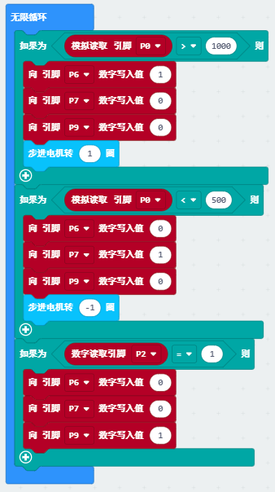 无限循环
如果为 模拟读取 引脚 P0 > 1000 则
向 引脚 P6 数字写入值 1
向 引脚 P7 数字写入值 0
向 引脚 P9 数字写入值 0
步进电机转 1 圈
如果为 模拟读取 引脚 P0 < 500 则
向 引脚 P6 数字写入值 0
向 引脚 P7 数字写入值 1
向 引脚 P9 数字写入值 0
步进电机转 -1 圈
如果为 数字读取引脚 P2 = 1 则
向 引脚 P6 数字写入值 0
向 引脚 P7 数字写入值 0
向 引脚 P9 数字写入值 1